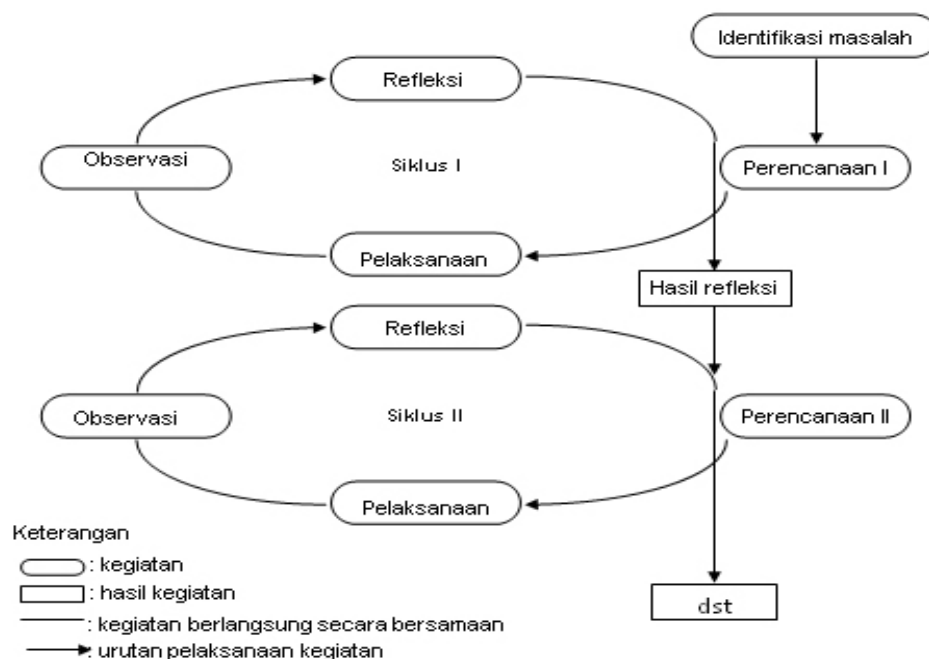 Identifikasi masalah
Refleksi
Observasi
Siklus I
Perencanaan I
Pelaksanaan
Hasil refleksi
Refleksi
Observasi
Siklus II
Perencanaan II
Pelaksanaan
Keterangan
: kegiatan
: hasil kegiatan
dst
: kegiatan berlangsung secara bersamaan
: urutan pelaksanaan kegiatan